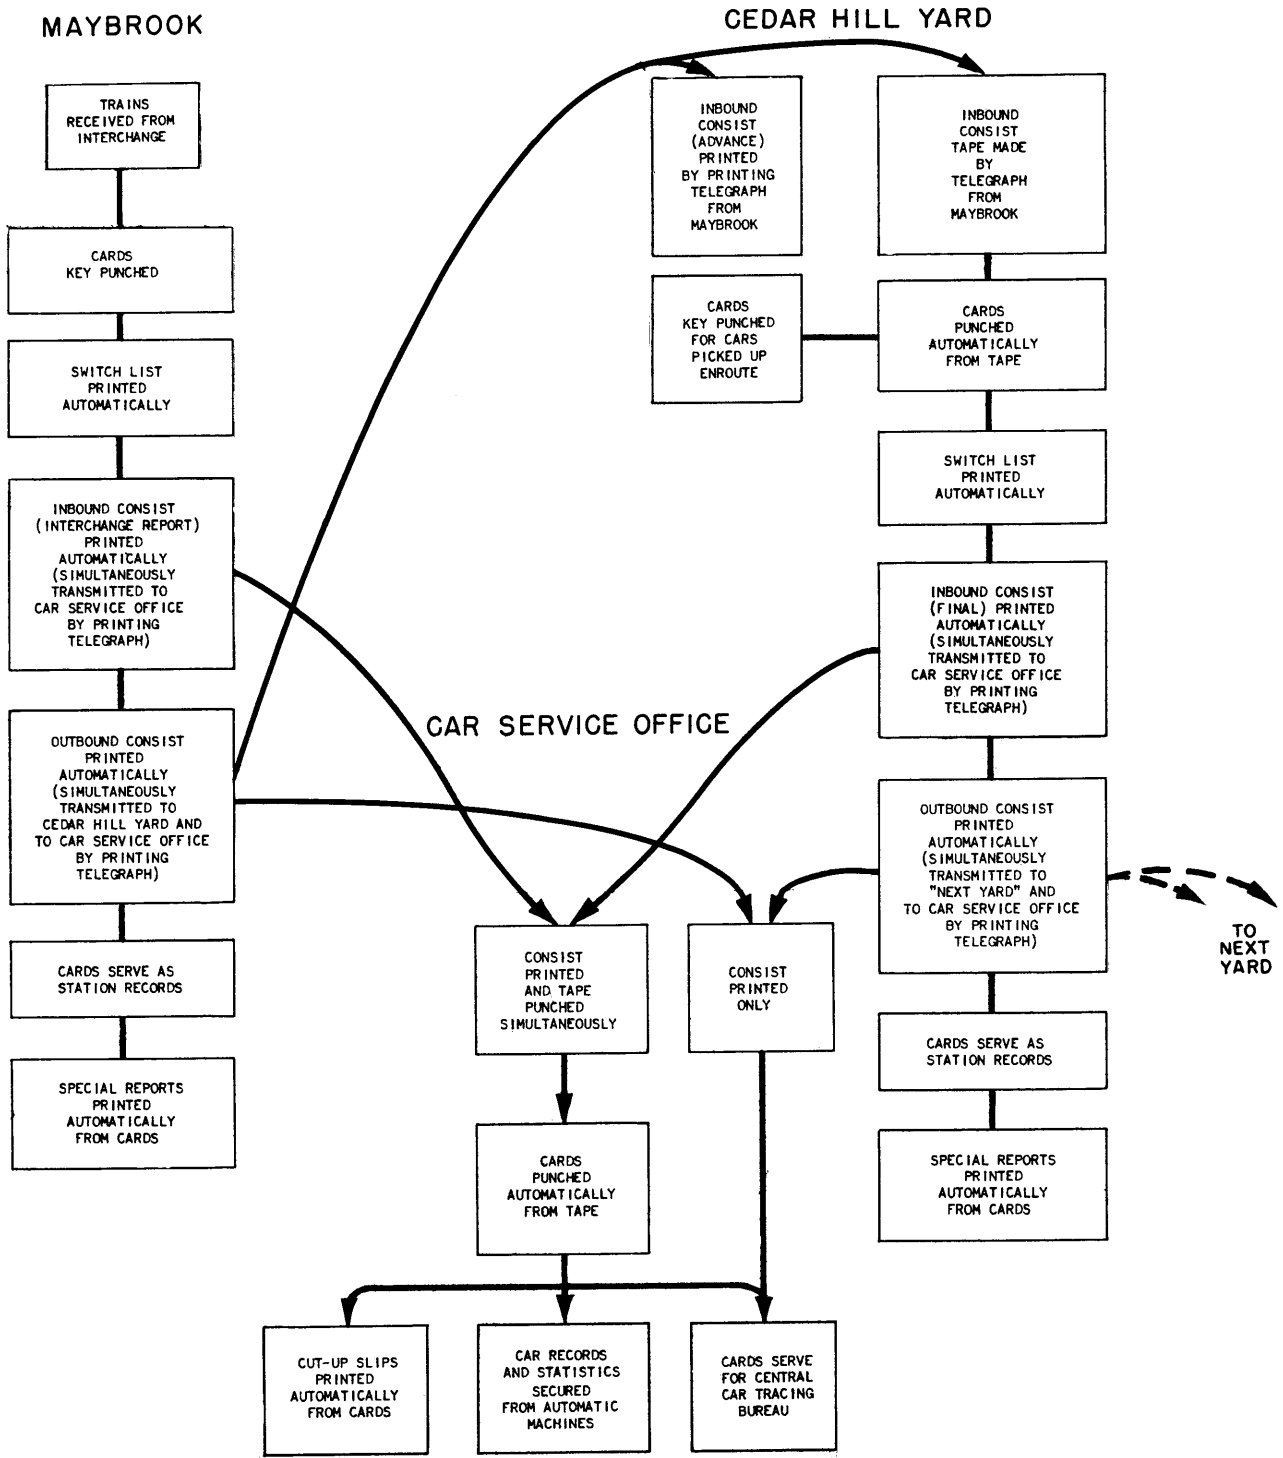 MAYBROOK
TRAINS
RECEIVED FROM
INTERCHANGE
CARDS
KEY PUNCHED
SWITCH LIST
PRINTED
AUTOMATICALLY
INBOUND CONSIST
(INTERCHANGE REPORT)
PRINTED
AUTOMATICALLY
(SIMULTANEOUSLY
TRANSMITTED TO
CAR SERVICE OFFICE
BY PRINTING
TELEGRAPH)
OUTBOUND CONSIST
PRINTED
AUTOMATICALLY
(SIMULTANEOUSLY
TRANSMITTED TO
CEDAR HILL YARD AND
TO CAR SERVICE OFFICE
BY PRINTING
TELEGRAPH)
CARDS SERVE AS
STATION RECORDS
SPECIAL REPORTS
PRINTED
AUTOMATICALLY
FROM CARDS
CEDAR HILL YARD
INBOUND
CONSIST
(ADVANCE)
PRINTED
BY PRINTING
TELEGRAPH
FROM
MAYBROOK
INBOUND
CONSIST
TAPE MADE
BY
TELEGRAPH
FROM
MAYBROOK
CARDS
KEY PUNCHED
FOR CARS
PICKED UP
ENROUTE
CARDS
PUNCHED
AUTOMATICALLY
FROM TAPE
SWITCH LIST
PRINTED
AUTOMATICALLY
INBOUND CONSIST
(FINAL) PRINTED
AUTOMATICALLY
(SIMULTANEOUSLY
TRANSMITTED TO
CAR SERVICE OFFICE
BY PRINTING
TELEGRAPH)
OUTBOUND CONSIST
PRINTED
AUTOMATICALLY
(SIMULTANEOUSLY
TRANSMITTED TO
"NEXT YARD" AND
TO CAR SERVICE OFFICE
BY PRINTING
TELEGRAPH)
TO
NEXT
YARD
CARDS SERVE AS
STATION RECORDS
SPECIAL REPORTS
PRINTED
AUTOMATICALLY
FROM CARDS
CAR SERVICE OFFICE
CONSIST
PRINTED
AND TAPE
PUNCHED
SIMULTANEOUSLY
CONSIST
PRINTED
ONLY
CARDS
PUNCHED
AUTOMATICALLY
FROM TAPE
CUT-UP SLIPS
PRINTED
AUTOMATICALLY
FROM CARDS
CAR RECORDS
AND STATISTICS
SECURED
FROM AUTOMATIC
MACHINES
CARDS SERVE
FOR CENTRAL
CAR TRACING
BUREAU